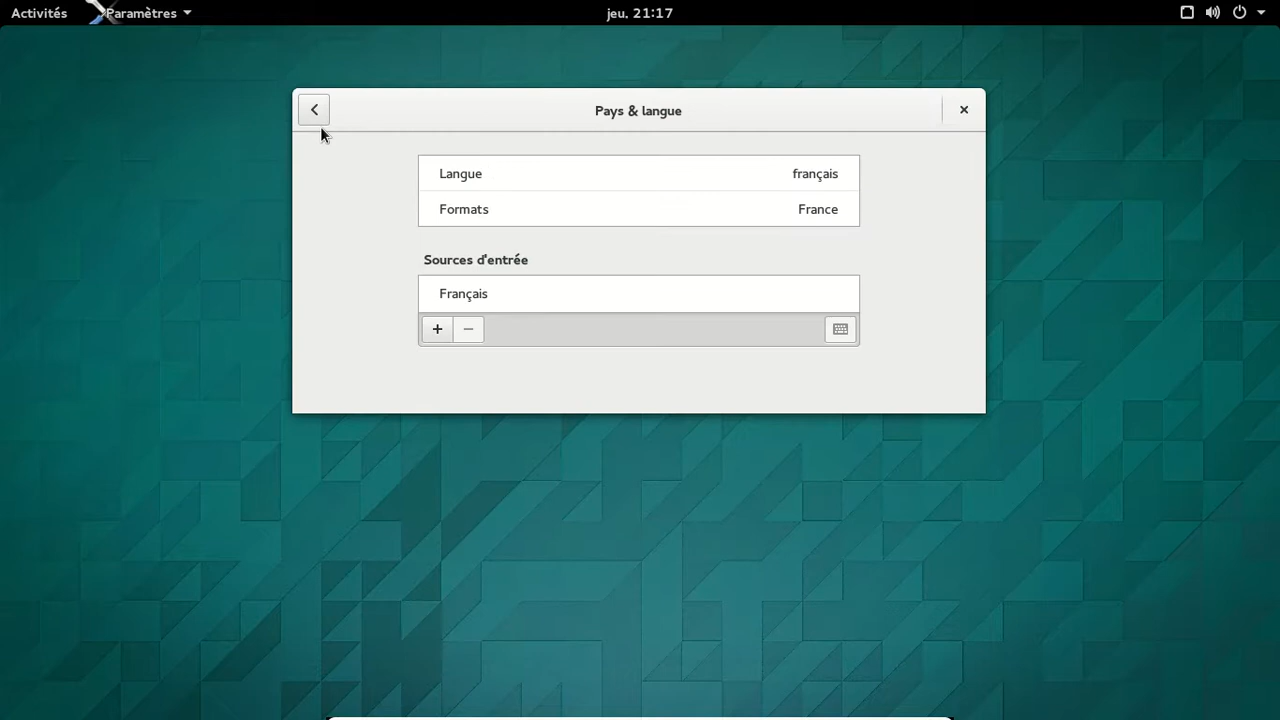 Activités Paramètres jeu. 21:17
Pays & langue
Langue français
Formats France
Sources d'entrée
Français